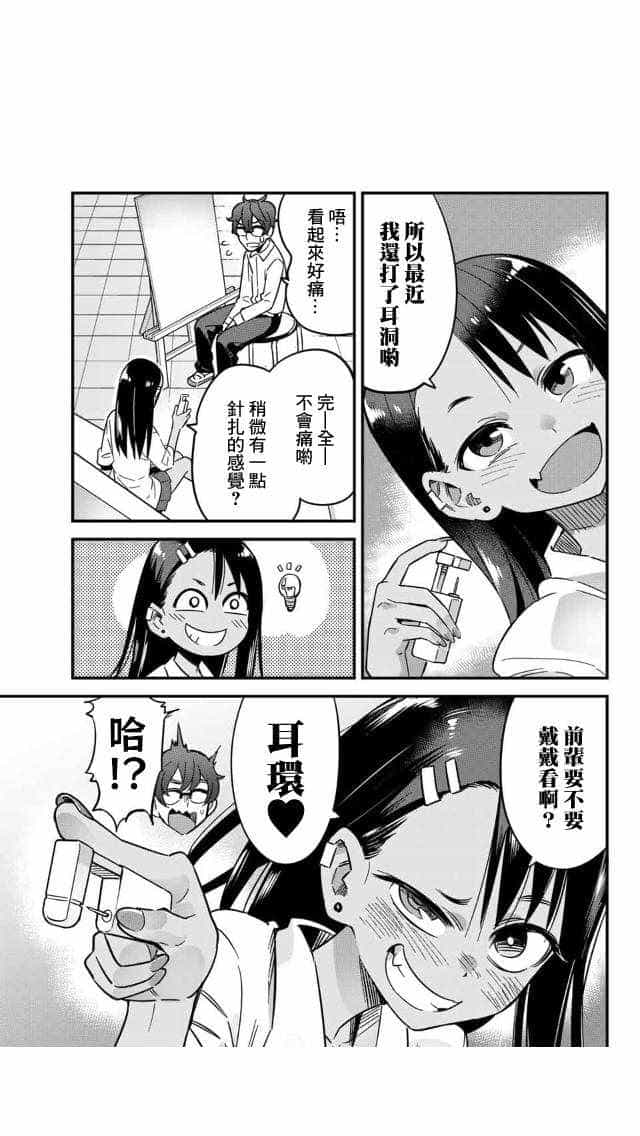 所以最近
我還打了耳洞喲
唔…
看起來好痛…
完—全—
不會痛喲
稍微有一點
針扎的感覺？
前輩要不要
戴戴看啊？
耳環♥
哈!?